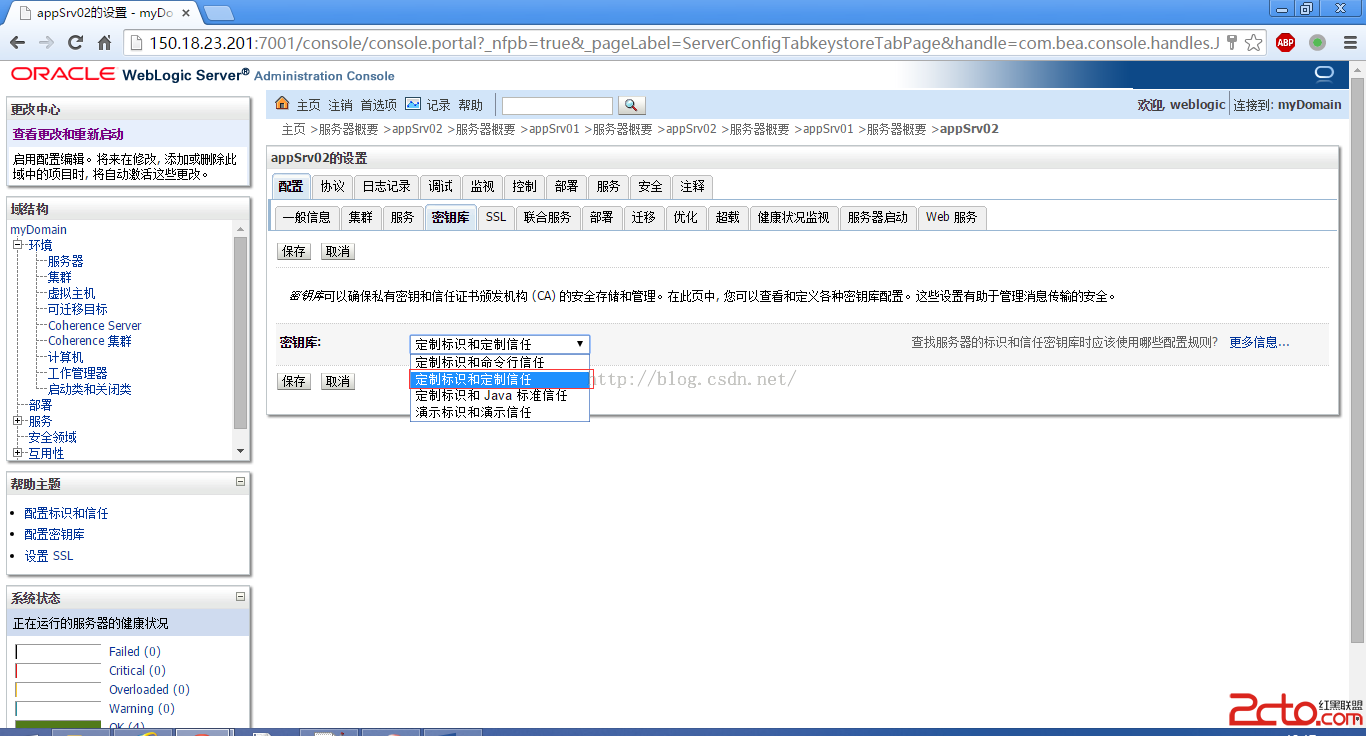 appSrv02的设置 - myDo
150.18.23.201:7001/console/console.portal?_nfpb=true&_pageLabel=ServerConfigTabkeystoreTabPage&handle=com.bea.console.handles.J
ABP
ORACLE WebLogic Server® Administration Console
更改中心
查看更改和重新启动
启用配置编辑。将来在修改, 添加或删除此
域中的项目时, 将自动激活这些更改。
域结构
myDomain
环境
服务器
集群
虚拟主机
可迁移目标
Coherence Server
Coherence 集群
计算机
工作管理器
启动类和关闭类
部署
服务
安全领域
互用性
帮助主题
配置标识和信任
配置密钥库
设置 SSL
系统状态
正在运行的服务器的健康状况
Failed (0)
Critical (0)
Overloaded (0)
Warning (0)
OK (4)
主页 注销 首选项 记录 帮助
欢迎, weblogic 连接到: myDomain
主页 >服务器概要 >appSrv02 >服务器概要 >appSrv01 >服务器概要 >appSrv02 >服务器概要 >appSrv01 >服务器概要 >appSrv02
appSrv02的设置
配置 协议 日志记录 调试 监视 控制 部署 服务 安全 注释
一般信息 集群 服务 密钥库 SSL 联合服务 部署 迁移 优化 超载 健康状况监视 服务器启动 Web 服务
保存 取消
密钥库可以确保私有密钥和信任证书颁发机构 (CA) 的安全存储和管理。在此页中, 您可以查看和定义各种密钥库配置。这些设置有助于管理消息传输的安全。
密钥库: 定制标识和定制信任 查找服务器的标识和信任密钥库时应该使用哪些配置规则? 更多信息...
定制标识和命令行信任
定制标识和定制信任
定制标识和 Java 标准信任
演示标识和演示信任
保存 取消
http://blog.csdn.net/
2cto.com 红黑联盟